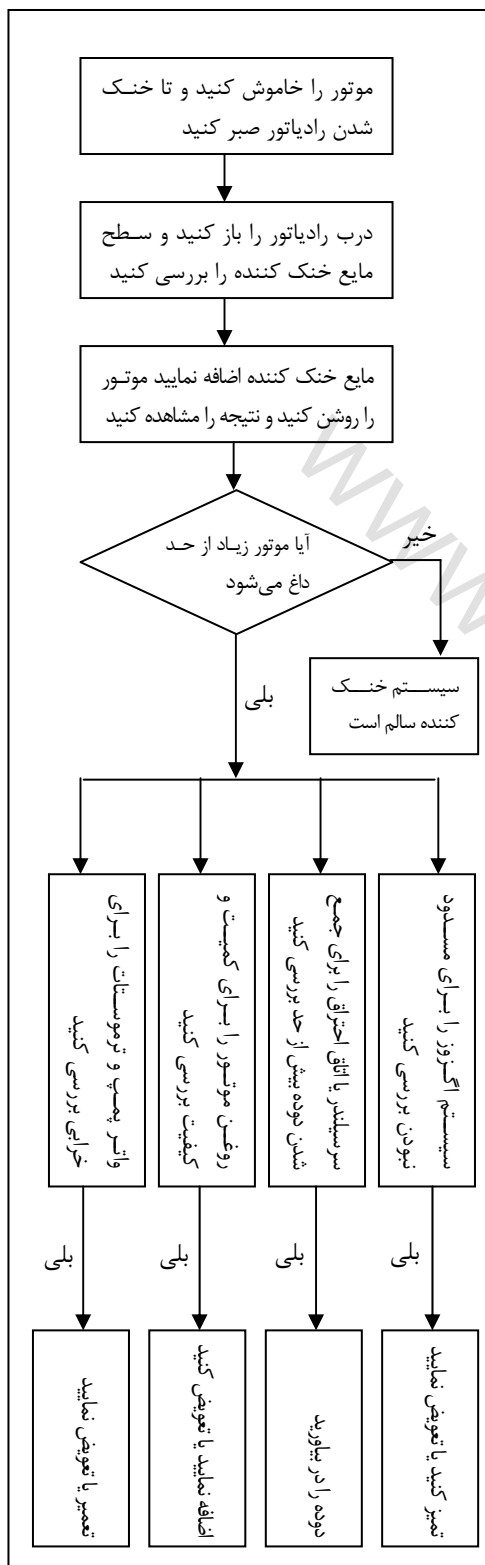 موتور را خاموش کنید و تا خنک
شدن رادیاتور صبر کنید
درب رادیاتور را باز کنید و سطح
مایع خنک کننده را بررسی کنید
مایع خنک کننده اضافه نمایید موتور
را روشن کنید و نتیجه را مشاهده کنید
آیا موتور زیاد از حد
داغ می‌شود
خیر
سیستم خنک
کننده سالم است
بلی
سیستم اگزوز را برای مسدود
نبودن بررسی کنید
سرسیلندر یا اتاق احتراق را برای جمع
شدن دوده بیش از حد بررسی کنید
روغن موتور را برای کمیت و
کیفیت بررسی کنید
واتر پمپ و ترموستات را برای
خرابی بررسی کنید
بلی
بلی
بلی
بلی
تمیز کنید یا تعویض نمایید
دوده را در بیاورید
اضافه نمایید یا تعویض کنید
تعمیر یا تعویض نمایید
www